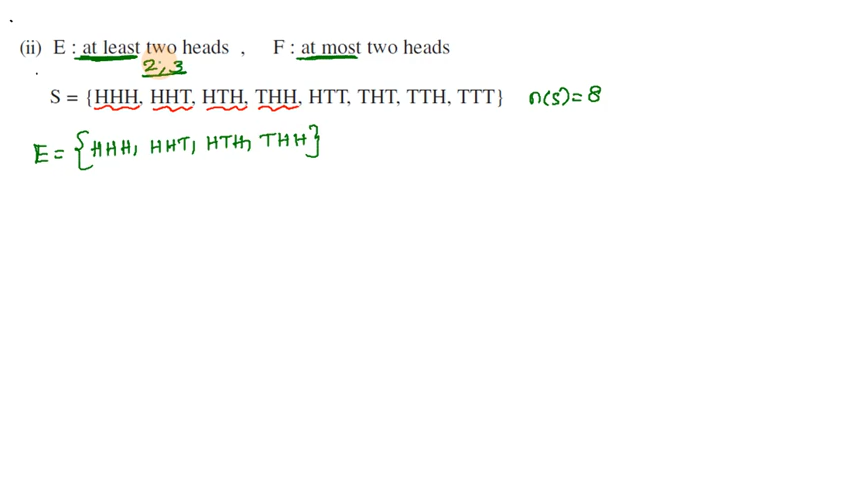 (ii) E : at least two heads , F : at most two heads
2, 3
S = {HHH, HHT, HTH, THH, HTT, THT, TTH, TTT} n(s) = 8
E = {HHH, HHT, HTH, THH}